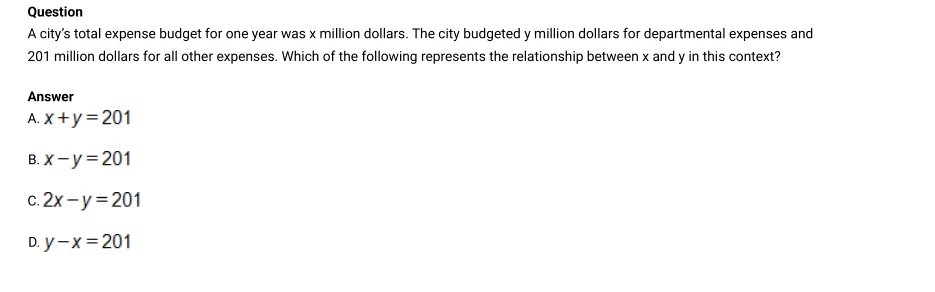 Question
A city's total expense budget for one year was x million dollars. The city budgeted y million dollars for departmental expenses and
201 million dollars for all other expenses. Which of the following represents the relationship between x and y in this context?
Answer
A. x+y=201
B. x−y=201
C. 2x−y=201
D. y−x=201